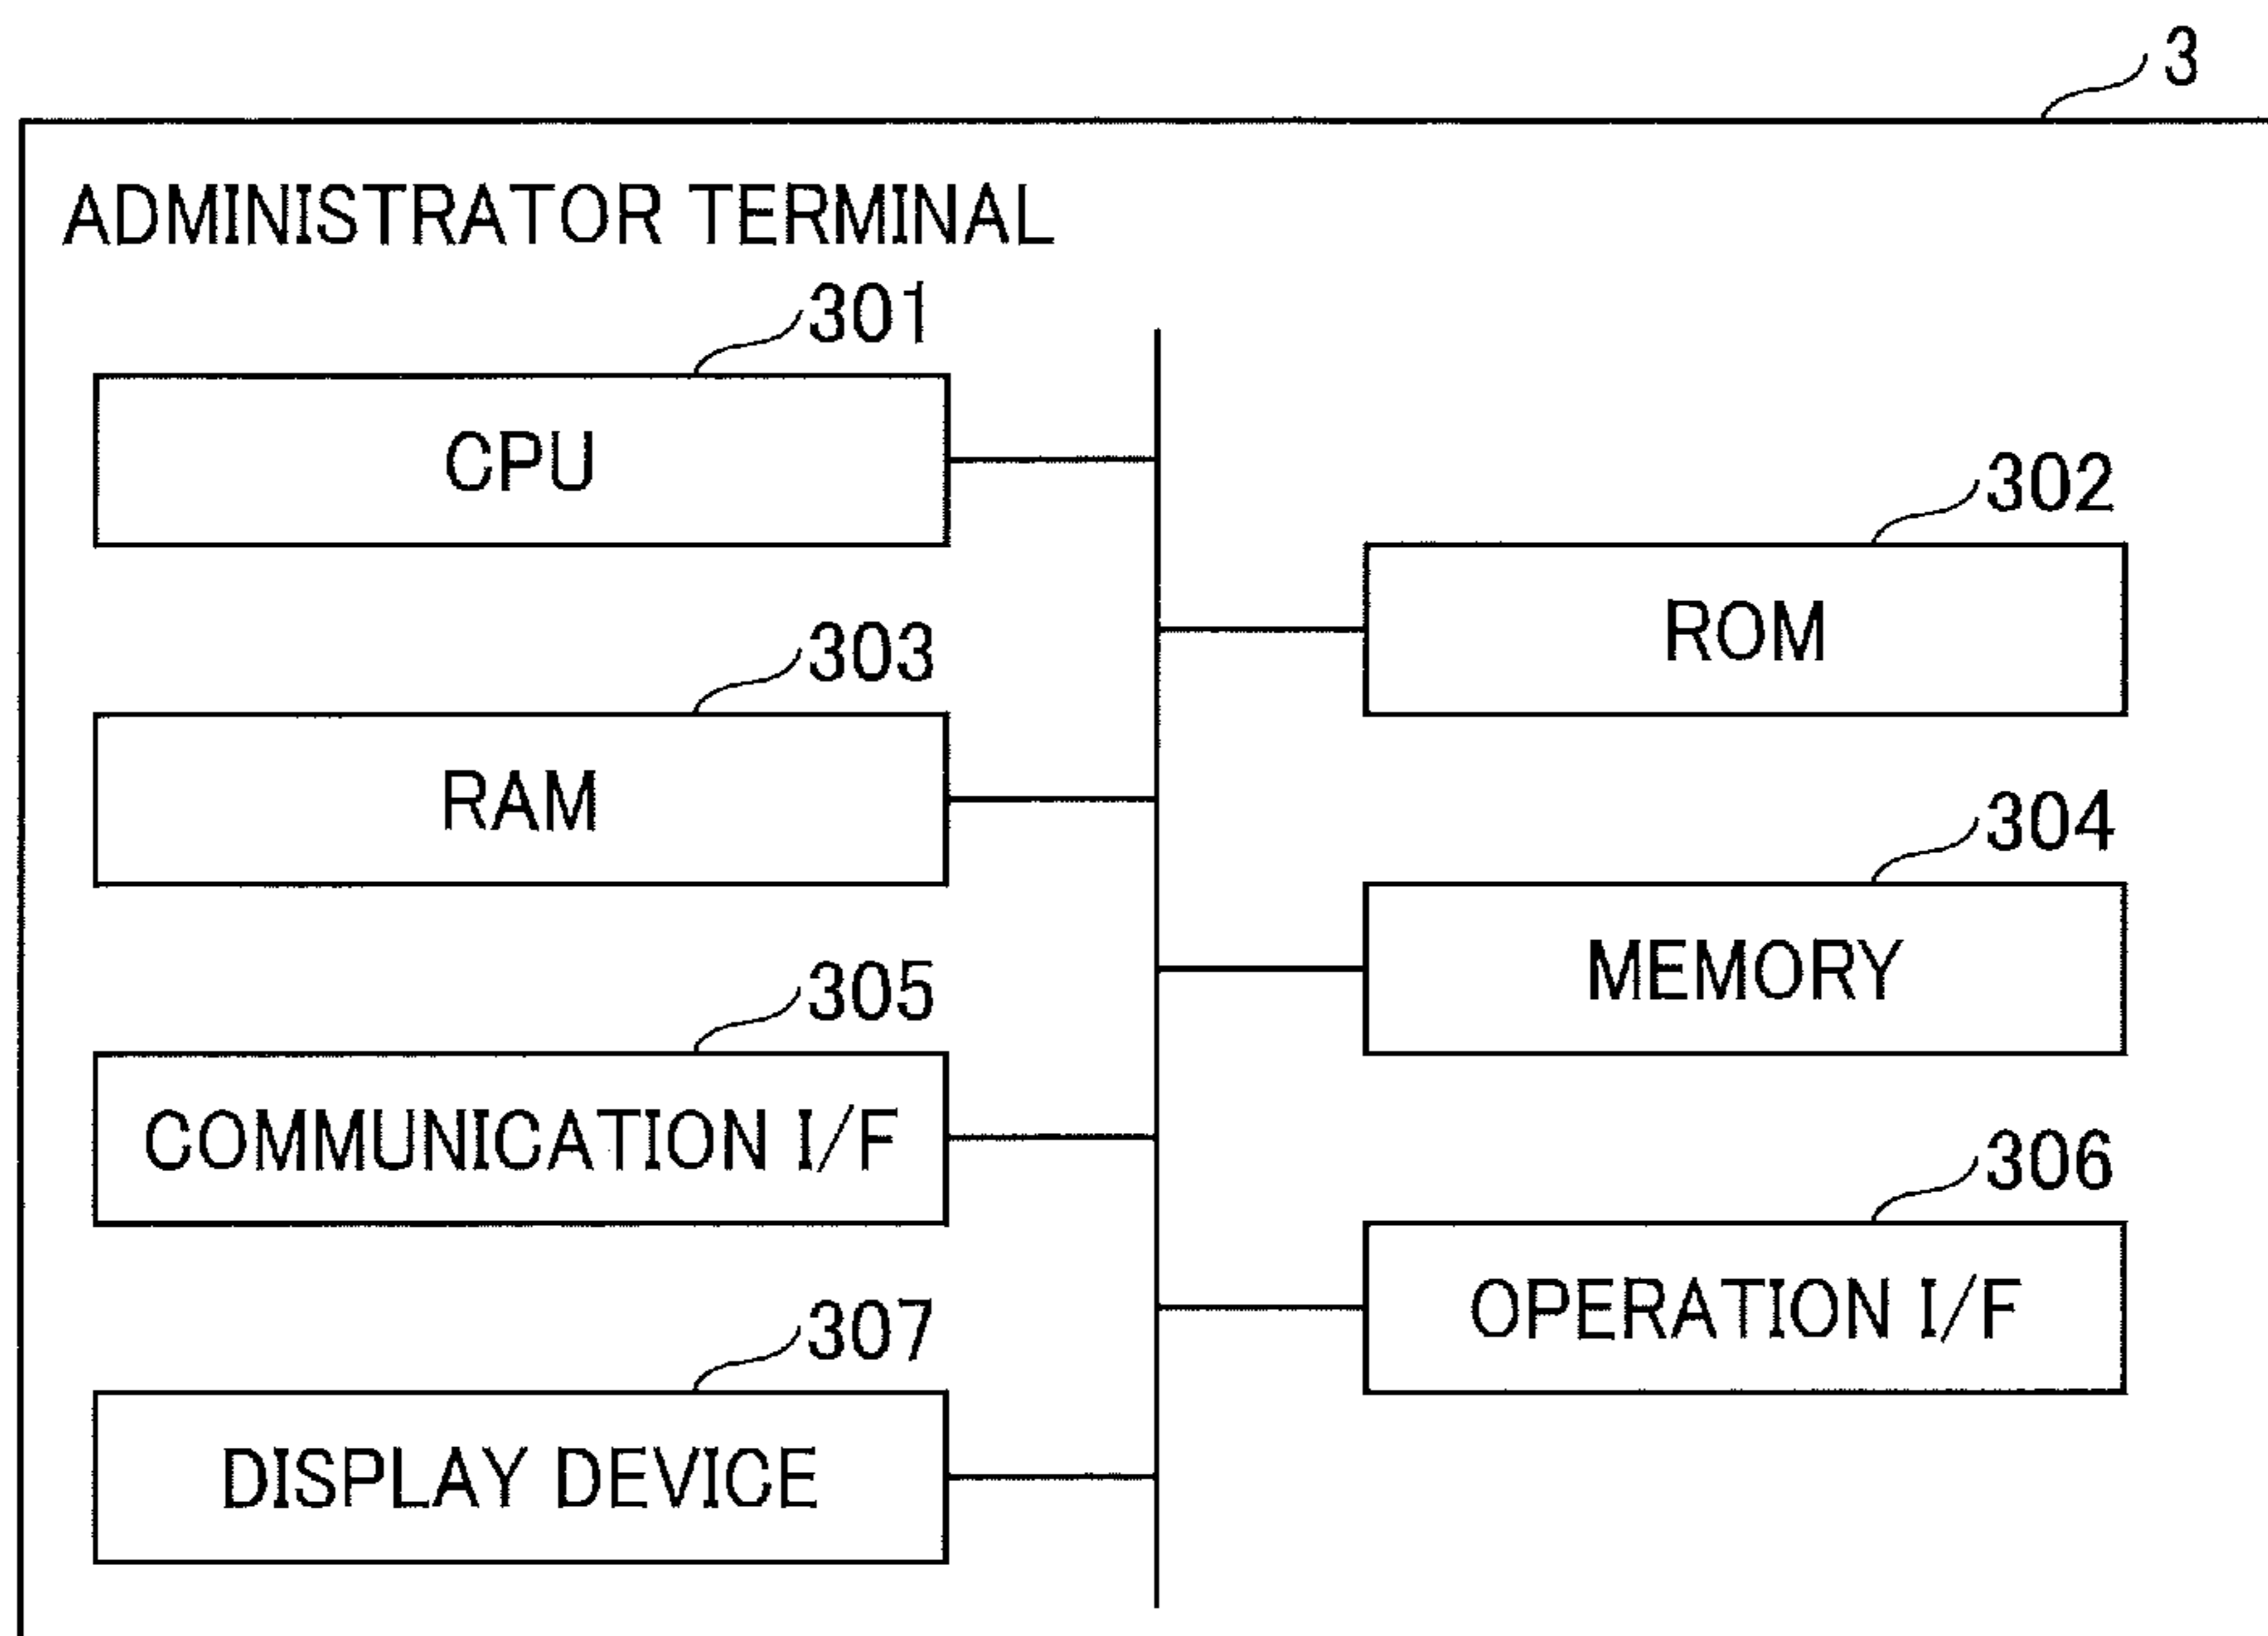 3
ADMINISTRATOR TERMINAL
301
CPU
302
ROM
303
RAM
304
MEMORY
305
COMMUNICATION I/F
306
OPERATION I/F
307
DISPLAY DEVICE